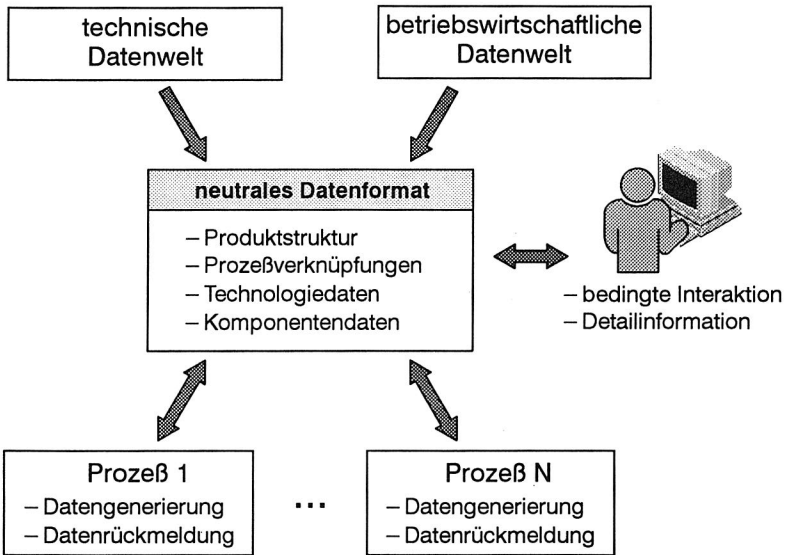 technische
Datenwelt
betriebswirtschaftliche
Datenwelt
neutrales Datenformat
– Produktstruktur
– Prozeßverknüpfungen
– Technologiedaten
– Komponentendaten
– bedingte Interaktion
– Detailinformation
Prozeß 1
– Datengenerierung
– Datenrückmeldung
...
Prozeß N
– Datengenerierung
– Datenrückmeldung